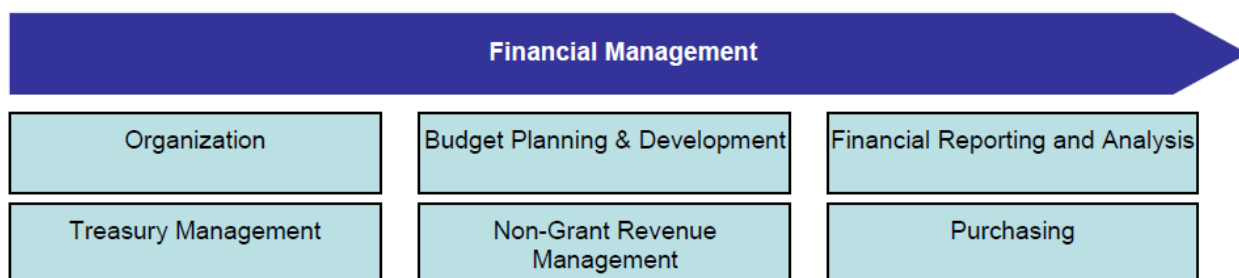 Financial Management
Organization
Budget Planning & Development
Financial Reporting and Analysis
Treasury Management
Non-Grant Revenue
Management
Purchasing